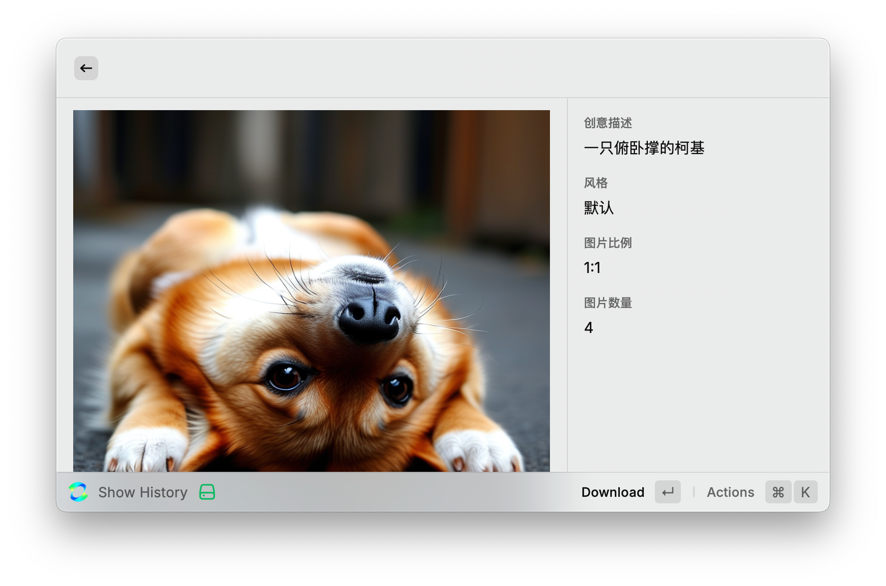 创意描述
一只俯卧撑的柯基
风格
默认
图片比例
1:1
图片数量
4
Show History
Download
Actions
⌘ K